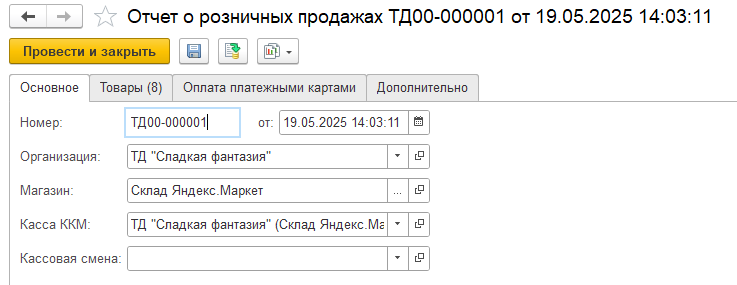 Отчет о розничных продажах ТД00-000001 от 19.05.2025 14:03:11
Провести и закрыть
Основное Товары (8) Оплата платежными картами Дополнительно
Номер: ТД00-000001 от: 19.05.2025 14:03:11
Организация: ТД "Сладкая фантазия"
Магазин: Склад Яндекс.Маркет ...
Касса ККМ: ТД "Сладкая фантазия" (Склад Яндекс.Ма
Кассовая смена: